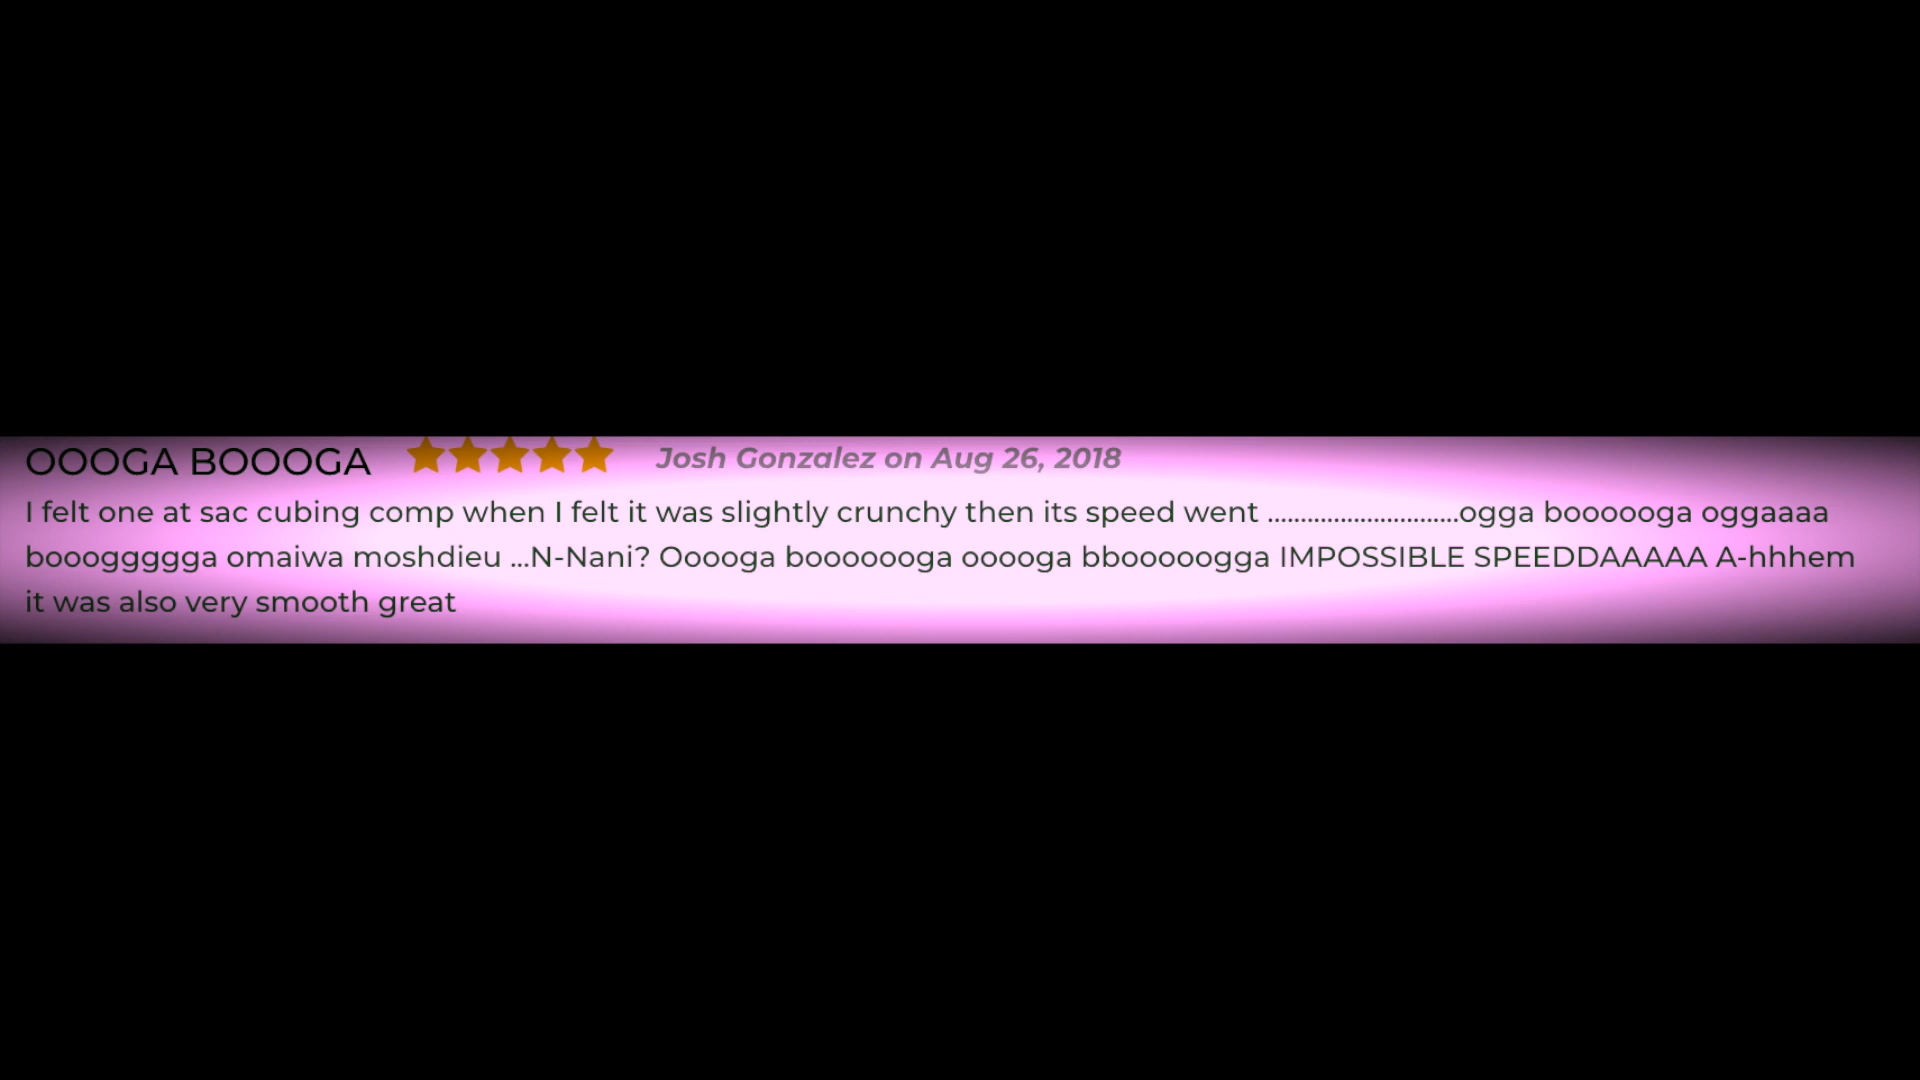 OOOGA BOOOGA Josh Gonzalez on Aug 26, 2018
I felt one at sac cubing comp when I felt it was slightly crunchy then its speed went .............................ogga boooooga oggaaaa
boooggggga omaiwa moshdieu ...N-Nani? Ooooga booooooga ooooga bbooooogga IMPOSSIBLE SPEEDDAAAAA A-hhhem
it was also very smooth great